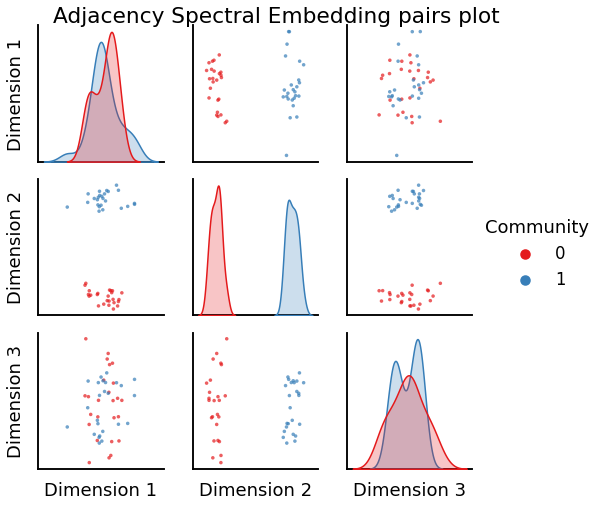 Adjacency Spectral Embedding pairs plot
Dimension 1
Dimension 2
Dimension 3
Community
0
1
Dimension 1
Dimension 2
Dimension 3